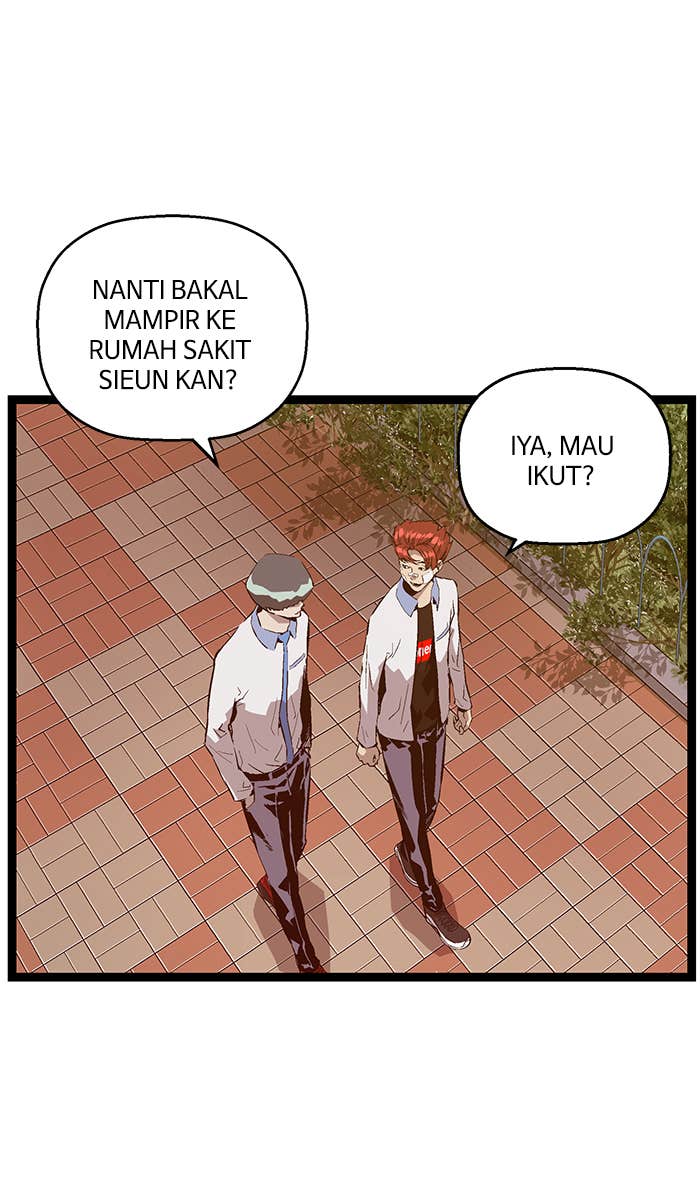 NANTI BAKAL
MAMPIR KE
RUMAH SAKIT
SIEUN KAN?
IYA, MAU
IKUT?